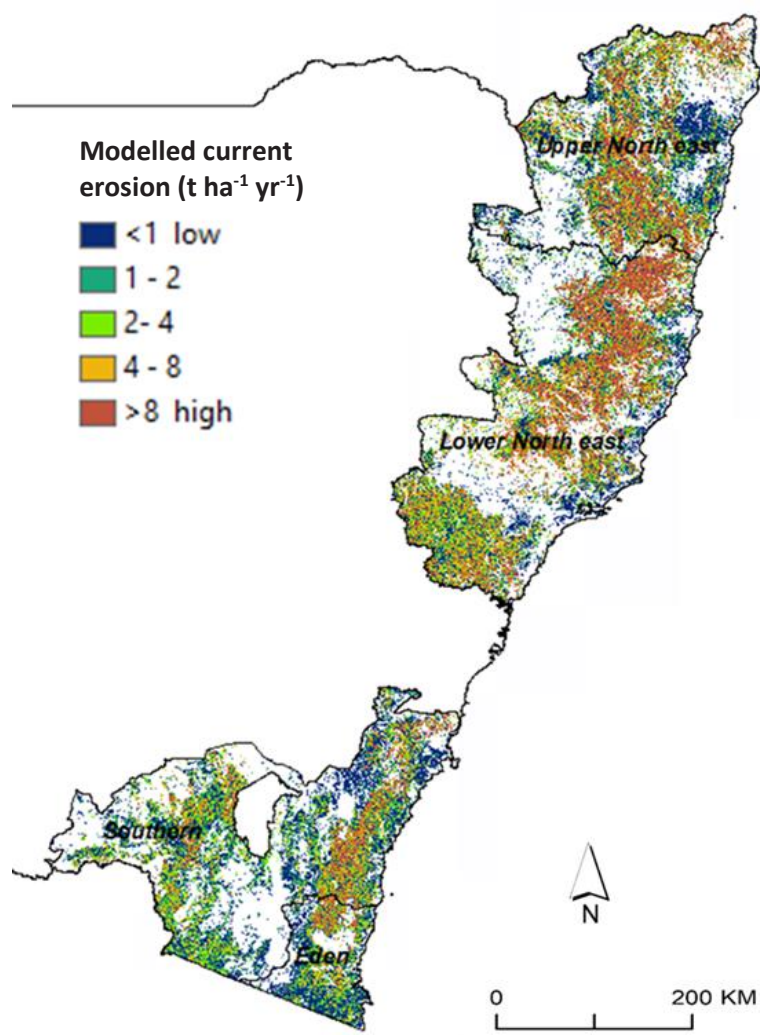 Upper North east
Modelled current
erosion (t ha⁻¹ yr⁻¹)
<1 low
1 - 2
2- 4
4 - 8
>8 high
Lower North east
Southern
Eden
N
0 200 KM